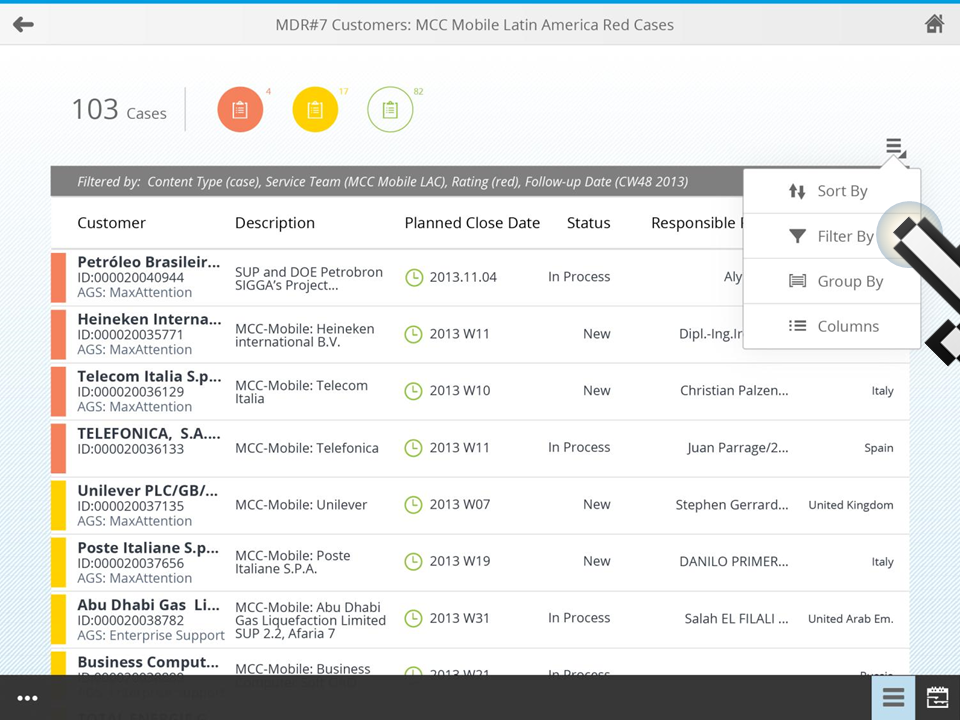 MDR#7 Customers: MCC Mobile Latin America Red Cases
103 Cases
4
17
82
Filtered by: Content Type (case), Service Team (MCC Mobile LAC), Rating (red), Follow-up Date (CW48 2013)
Sort By
Filter By
Group By
Columns
Customer Description Planned Close Date Status Responsible
Petróleo Brasileir...
ID:000020040944
AGS: MaxAttention
SUP and DOE Petrobron
SIGGA's Project...
2013.11.04
In Process
Aly
Heineken Interna...
ID:000020035771
AGS: MaxAttention
MCC-Mobile: Heineken
international B.V.
2013 W11
New
Dipl.-Ing.Ir
Telecom Italia S.p...
ID:000020036129
AGS: MaxAttention
MCC-Mobile: Telecom
Italia
2013 W10
New
Christian Palzen...
Italy
TELEFONICA, S.A....
ID:000020036133
MCC-Mobile: Telefonica
2013 W11
In Process
Juan Parrage/2...
Spain
Unilever PLC/GB/...
ID:000020037135
AGS: MaxAttention
MCC-Mobile: Unilever
2013 W07
New
Stephen Gerrard...
United Kingdom
Poste Italiane S.p...
ID:000020037656
AGS: MaxAttention
MCC-Mobile: Poste
Italiane S.P.A.
2013 W19
New
DANILO PRIMER...
Italy
Abu Dhabi Gas Li...
ID:000020038782
AGS: Enterprise Support
MCC-Mobile: Abu Dhabi
Gas Liquefaction Limited
SUP 2.2, Afaria 7
2013 W31
In Process
Salah EL FILALI ...
United Arab Em.
Business Comput...
MCC-Mobile: Business
2013 W21
In Process
Russia